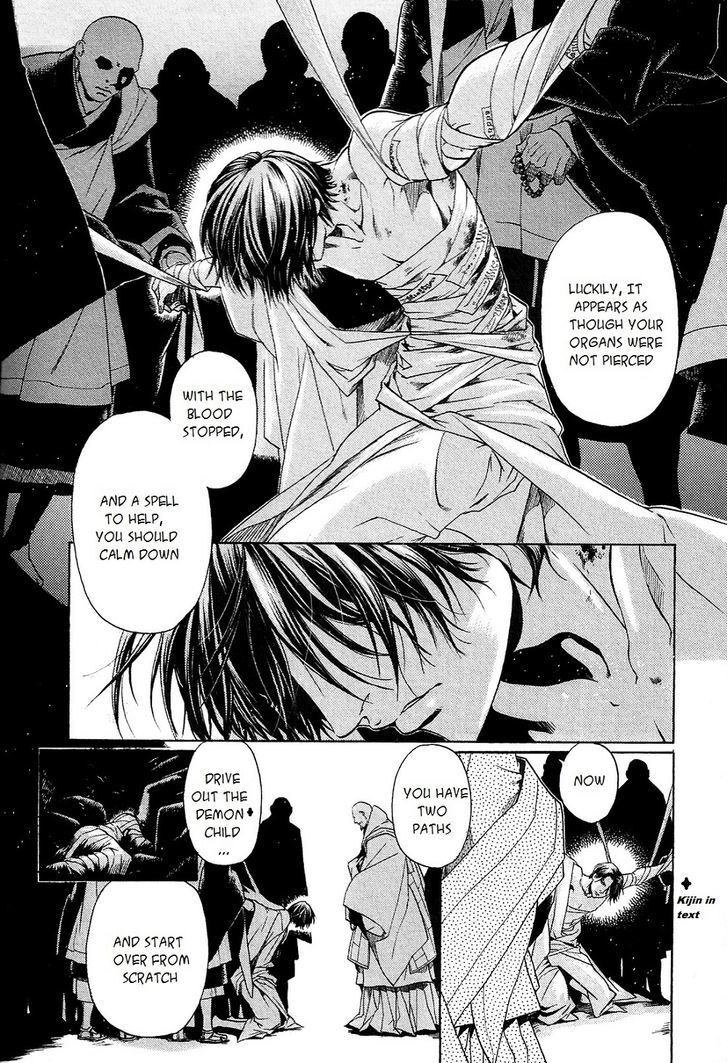 LUCKILY, IT
APPEARS AS
THOUGH YOUR
ORGANS WERE
NOT PIERCED
WITH THE
BLOOD
STOPPED,
AND A SPELL
TO HELP,
YOU SHOULD
CALM DOWN
NOW
YOU HAVE
TWO
PATHS
DRIVE
OUT THE
DEMON♦
CHILD
...
AND START
OVER FROM
SCRATCH
♦
Kijin in
text